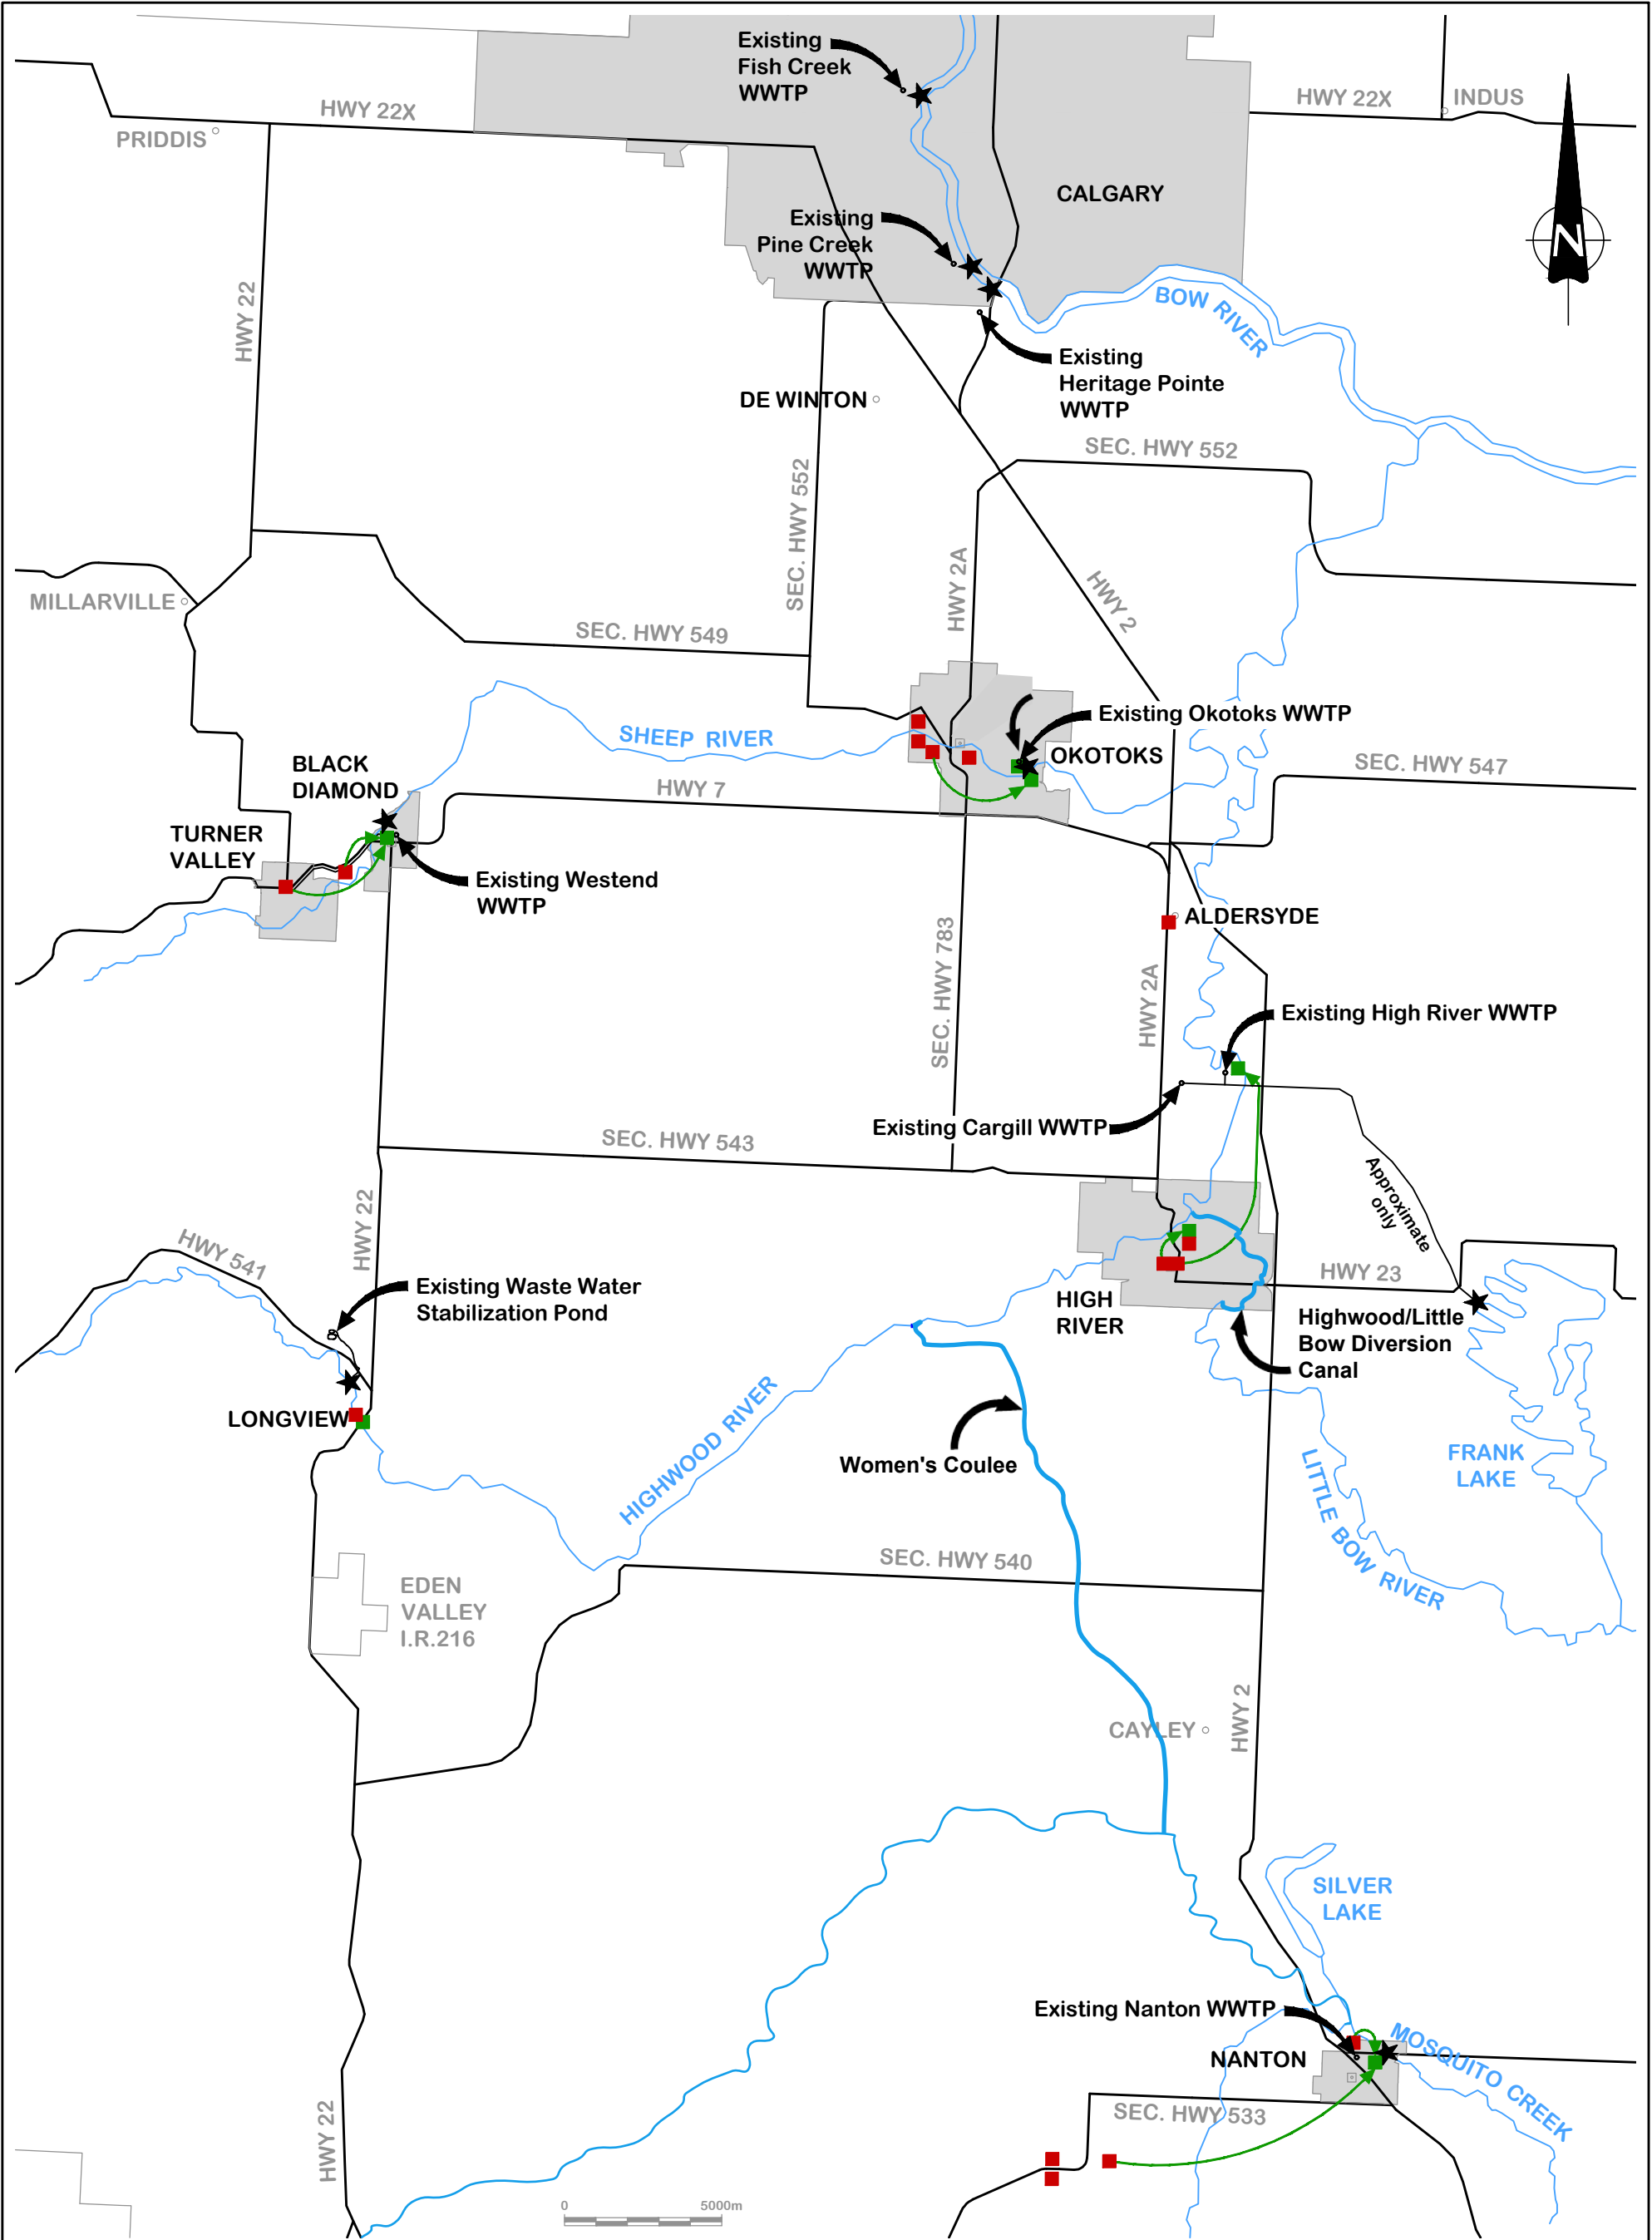 Existing
Fish Creek
WWTP
HWY 22X
HWY 22X
INDUS
PRIDDIS
CALGARY
N
Existing
Pine Creek
WWTP
BOW RIVER
HWY 22
Existing
Heritage Pointe
WWTP
DE WINTON
SEC. HWY 552
SEC. HWY 552
HWY 2A
HWY 2
MILLARVILLE
SEC. HWY 549
SHEEP RIVER
Existing Okotoks WWTP
OKOTOKS
BLACK
DIAMOND
SEC. HWY 547
HWY 7
TURNER
VALLEY
Existing Westend
WWTP
ALDERSYDE
SEC. HWY 783
HWY 2A
Existing High River WWTP
Existing Cargill WWTP
SEC. HWY 543
Approximate
only
HWY 22
HWY 541
Existing Waste Water
Stabilization Pond
HWY 23
HIGH
RIVER
Highwood/Little
Bow Diversion
Canal
LONGVIEW
HIGHWOOD RIVER
Women's Coulee
FRANK
LAKE
LITTLE BOW RIVER
SEC. HWY 540
EDEN
VALLEY
I.R.216
CAYLEY
HWY 2
SILVER
LAKE
Existing Nanton WWTP
NANTON
MOSQUITO CREEK
SEC. HWY 533
HWY 22
0
5000m